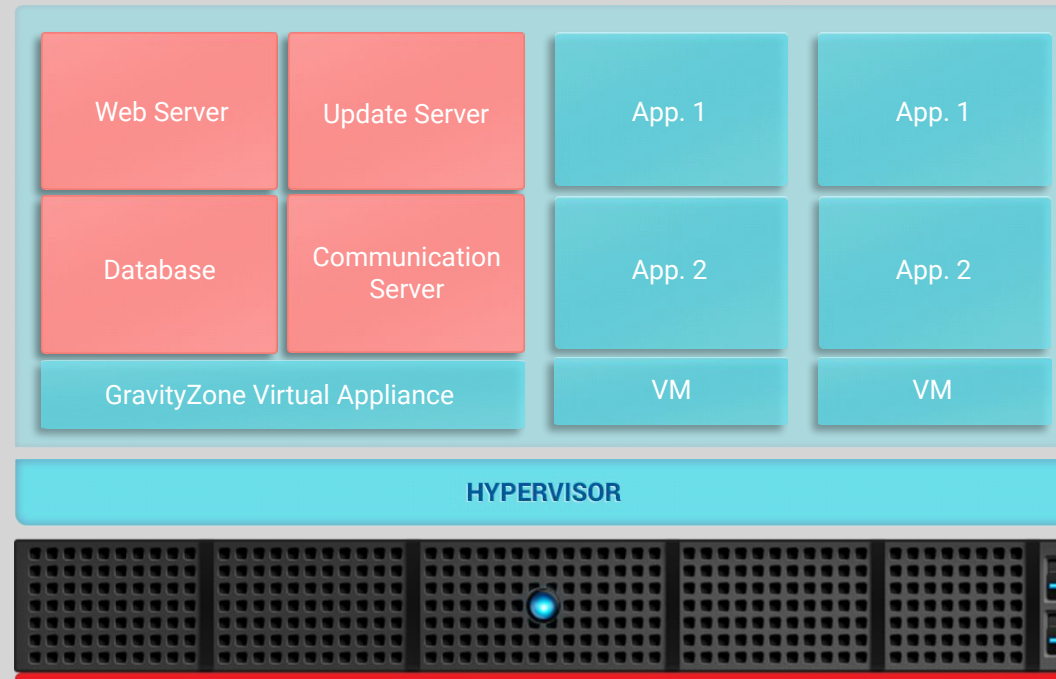 Web Server
Update Server
App. 1
App. 1
Database
Communication
Server
App. 2
App. 2
GravityZone Virtual Appliance
VM
VM
HYPERVISOR